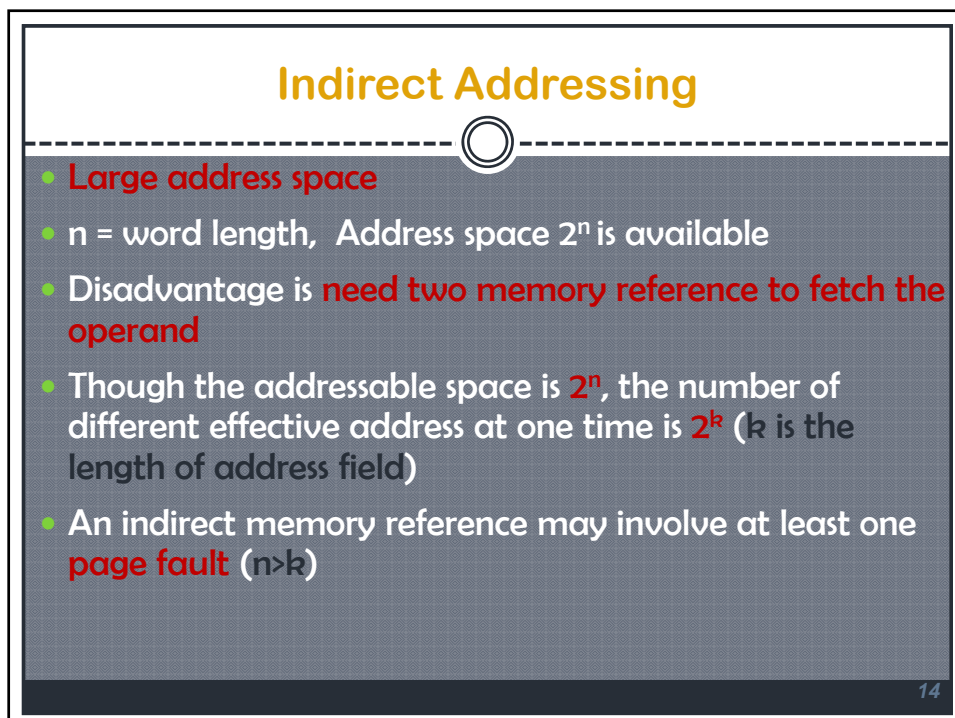 Indirect Addressing
• Large address space
• n = word length, Address space 2ⁿ is available
• Disadvantage is need two memory reference to fetch the
operand
• Though the addressable space is 2ⁿ, the number of
different effective address at one time is 2ᵏ (k is the
length of address field)
• An indirect memory reference may involve at least one
page fault (n>k)
14